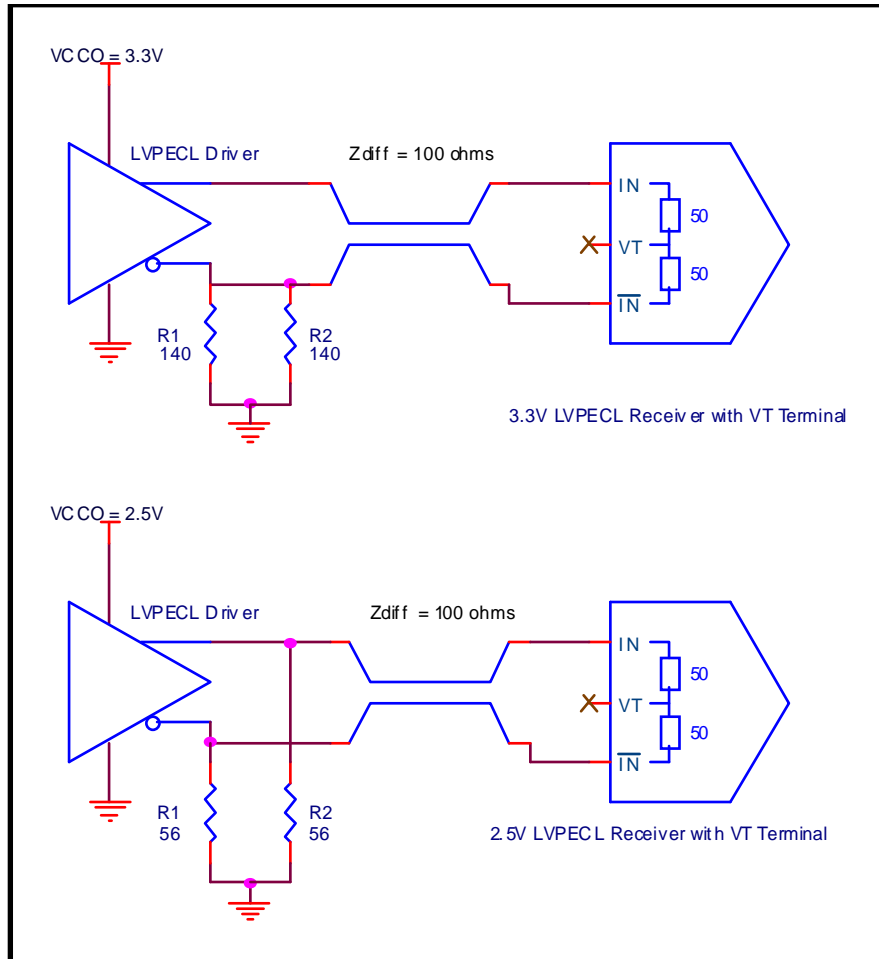 VCCO = 3.3V
LVPECL Driver
Zdiff = 100 ohms
IN
50
VT
50
IN
R1
140
R2
140
3.3V LVPECL Receiver with VT Terminal
VCCO = 2.5V
LVPECL Driver
Zdiff = 100 ohms
IN
50
VT
50
IN
R1
56
R2
56
2.5V LVPECL Receiver with VT Terminal